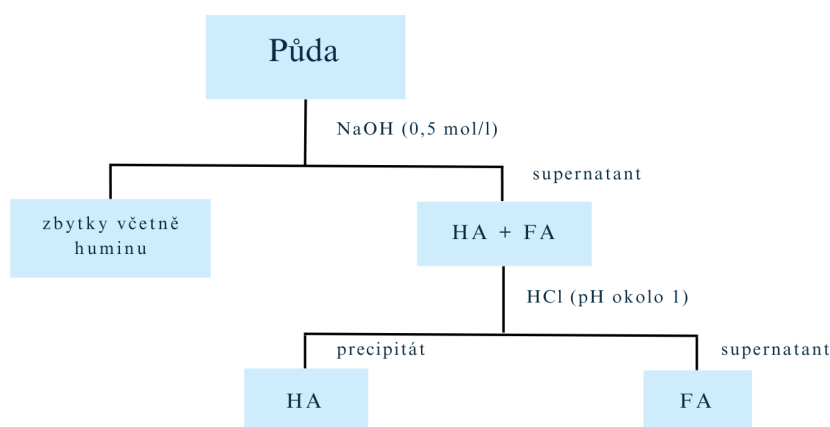 Půda
NaOH (0,5 mol/l)
supernatant
zbytky včetně
huminu
HA + FA
HCl (pH okolo 1)
precipitát
supernatant
HA
FA